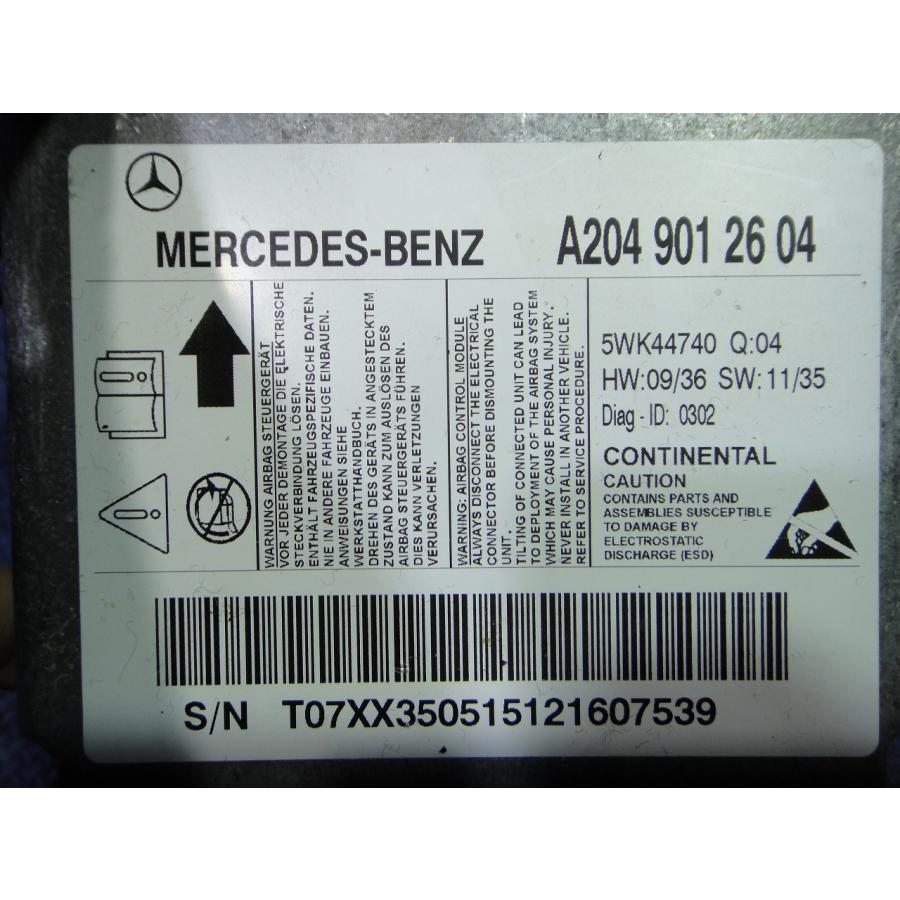 MERCEDES-BENZ
A204 901 26 04
WARNUNG AIRBAG STEUERGERÄT
VOR JEDER DEMONTAGE DIE ELEKTRISCHE
STECKVERBINDUNG LÖSEN.
ENTHÄLT FAHRZEUGSPEZIFISCHE DATEN.
NIE IN ANDERE FAHRZEUGE EINBAUEN.
ANWEISUNGEN SIEHE
WERKSTATTHANDBUCH.
DREHEN DES GERÄTS IN ANGESTECKTEM
ZUSTAND KANN ZUM AUSLÖSEN DES
AIRBAG STEUERGERÄTS FÜHREN.
DIES KANN VERLETZUNGEN
VERURSACHEN.
WARNING: AIRBAG CONTROL MODULE
ALWAYS DISCONNECT THE ELECTRICAL
CONNECTOR BEFORE DISMOUNTING THE
UNIT.
TILTING OF CONNECTED UNIT CAN LEAD
TO DEPLOYMENT OF THE AIRBAG SYSTEM
WHICH MAY CAUSE PERSONAL INJURY.
NEVER INSTALL IN ANOTHER VEHICLE.
REFER TO SERVICE PROCEDURE.
5WK44740 Q:04
HW:09/36 SW:11/35
Diag-ID: 0302
CONTINENTAL
CAUTION
CONTAINS PARTS AND
ASSEMBLIES SUSCEPTIBLE
TO DAMAGE BY
ELECTROSTATIC
DISCHARGE (ESD)
S/N T07XX350515121607539